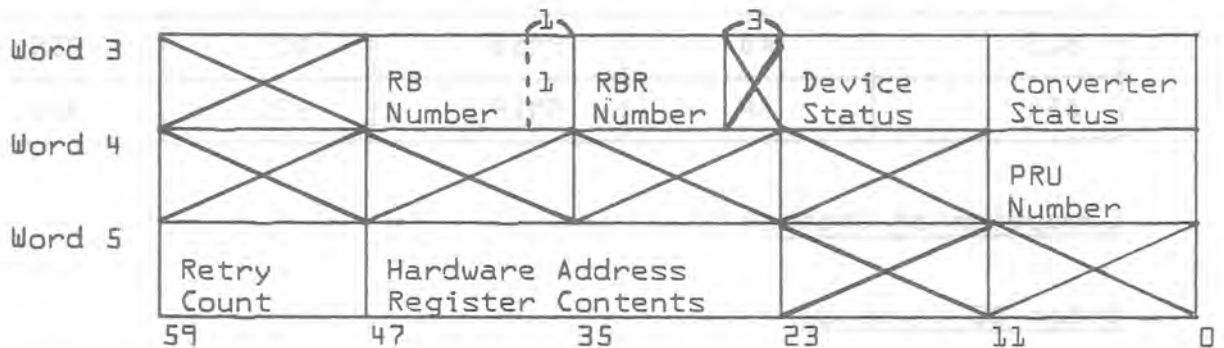 1 3
Word 3
RB 1 RBR Device Converter
Number Number Status Status
Word 4
PRU
Number
Word 5
Retry Hardware Address
Count Register Contents
59 47 35 23 11 0